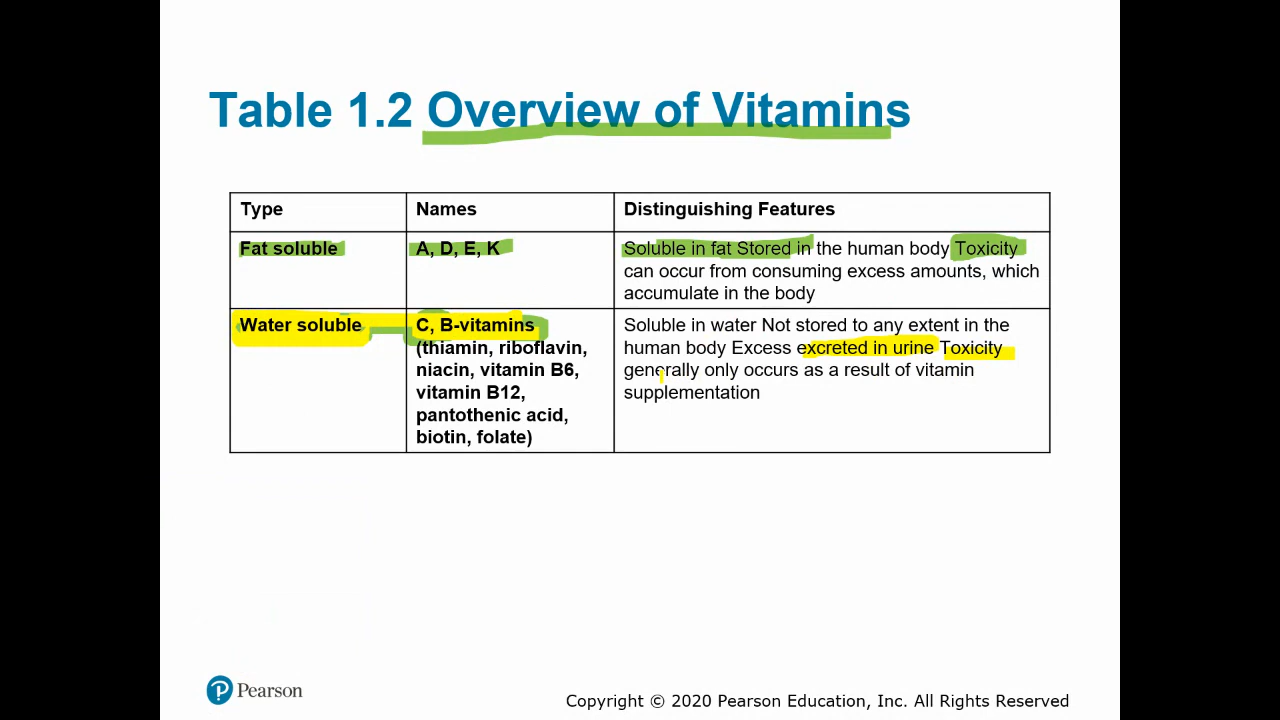 Table 1.2 Overview of Vitamins
Type
Names
Distinguishing Features
Fat soluble
A, D, E, K
Soluble in fat Stored in the human body Toxicity
can occur from consuming excess amounts, which
accumulate in the body
Water soluble
C, B-vitamins
(thiamin, riboflavin,
niacin, vitamin B6,
vitamin B12,
pantothenic acid,
biotin, folate)
Soluble in water Not stored to any extent in the
human body Excess excreted in urine Toxicity
generally only occurs as a result of vitamin
supplementation
Pearson
Copyright © 2020 Pearson Education, Inc. All Rights Reserved